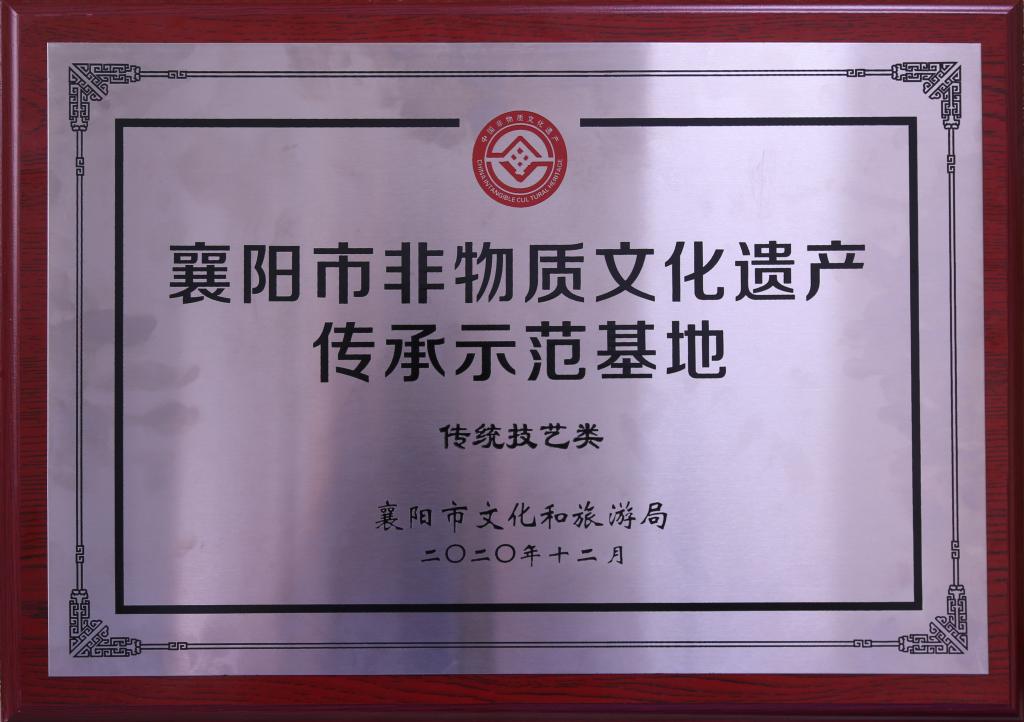 中国非物质文化遗产
CHINA INTANGIBLE CULTURAL HERITAGE
襄阳市非物质文化遗产
传承示范基地
传统技艺类
襄阳市文化和旅游局
二〇二〇年十二月